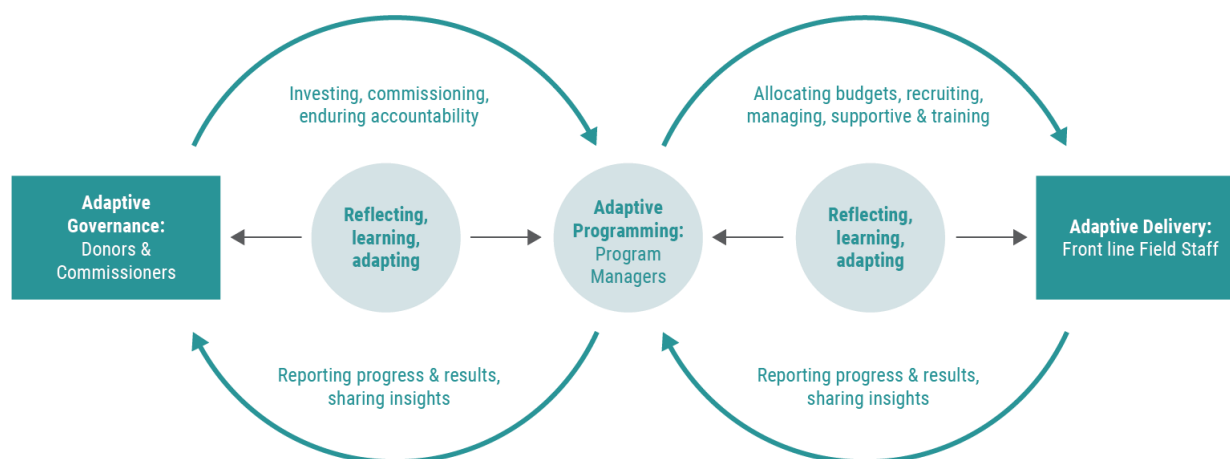 Investing, commissioning,
enduring accountability
Allocating budgets, recruiting,
managing, supportive & training
Adaptive
Governance:
Donors &
Commissioners
Reflecting,
learning,
adapting
Adaptive
Programming:
Program
Managers
Reflecting,
learning,
adapting
Adaptive Delivery:
Front line Field Staff
Reporting progress & results,
sharing insights
Reporting progress & results,
sharing insights